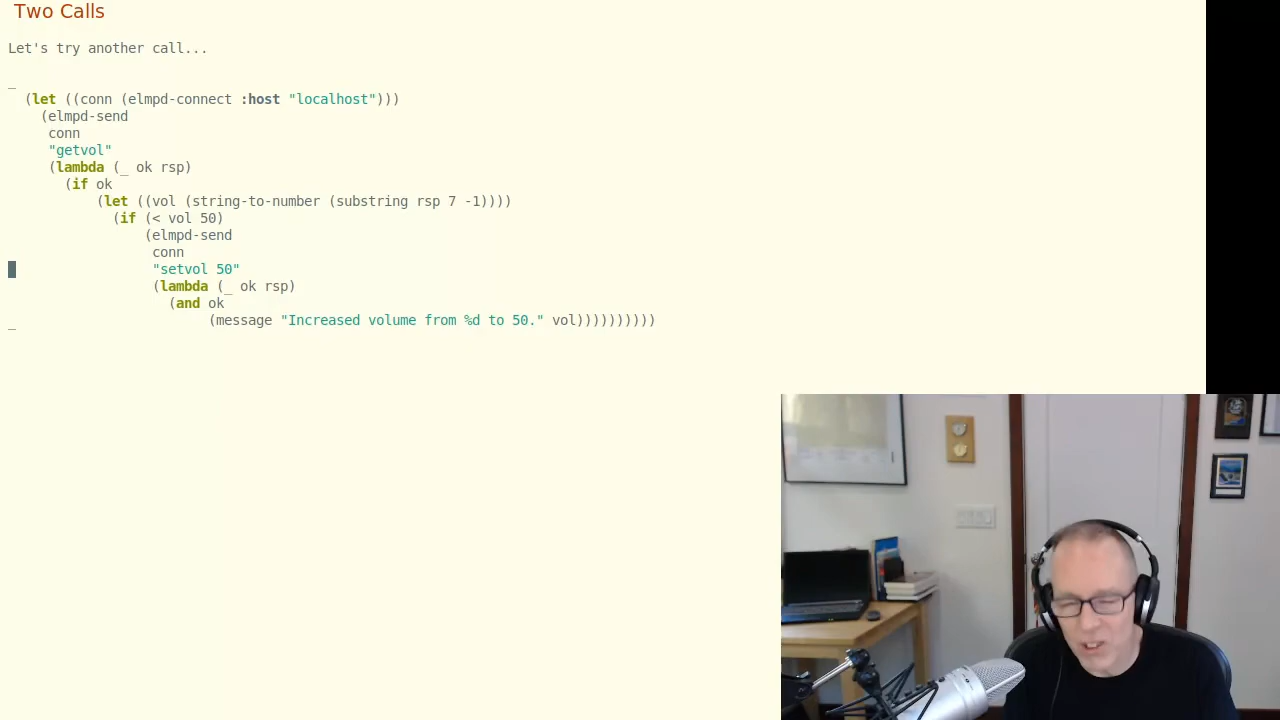 Two Calls
Let's try another call...
(let ((conn (elmpd-connect :host "localhost")))
(elmpd-send
conn
"getvol"
(lambda (_ ok rsp)
(if ok
(let ((vol (string-to-number (substring rsp 7 -1))))
(if (< vol 50)
(elmpd-send
conn
"setvol 50"
(lambda (_ ok rsp)
(and ok
(message "Increased volume from %d to 50." vol))))))))))